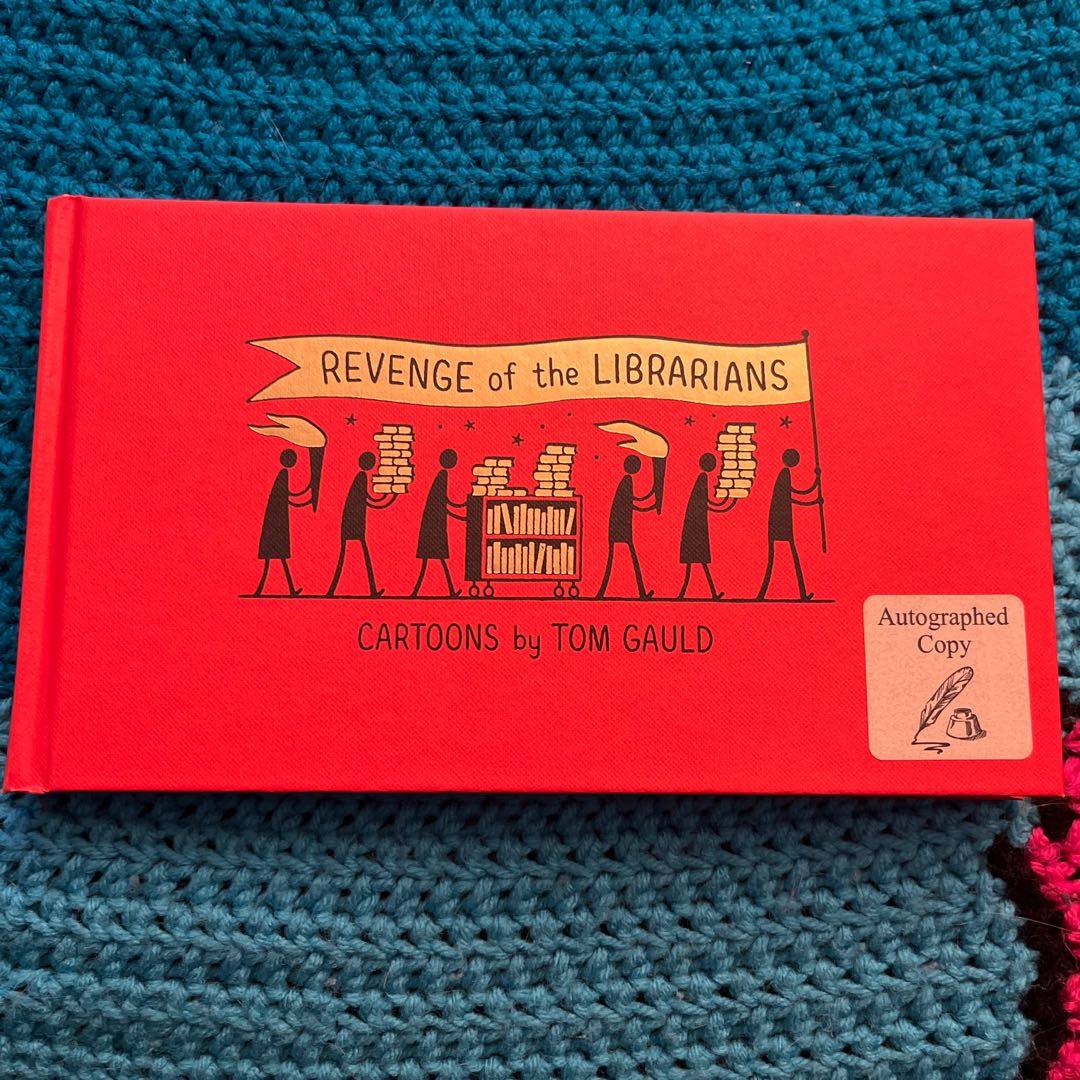 REVENGE of the LIBRARIANS
CARTOONS by TOM GAULD
Autographed
Copy